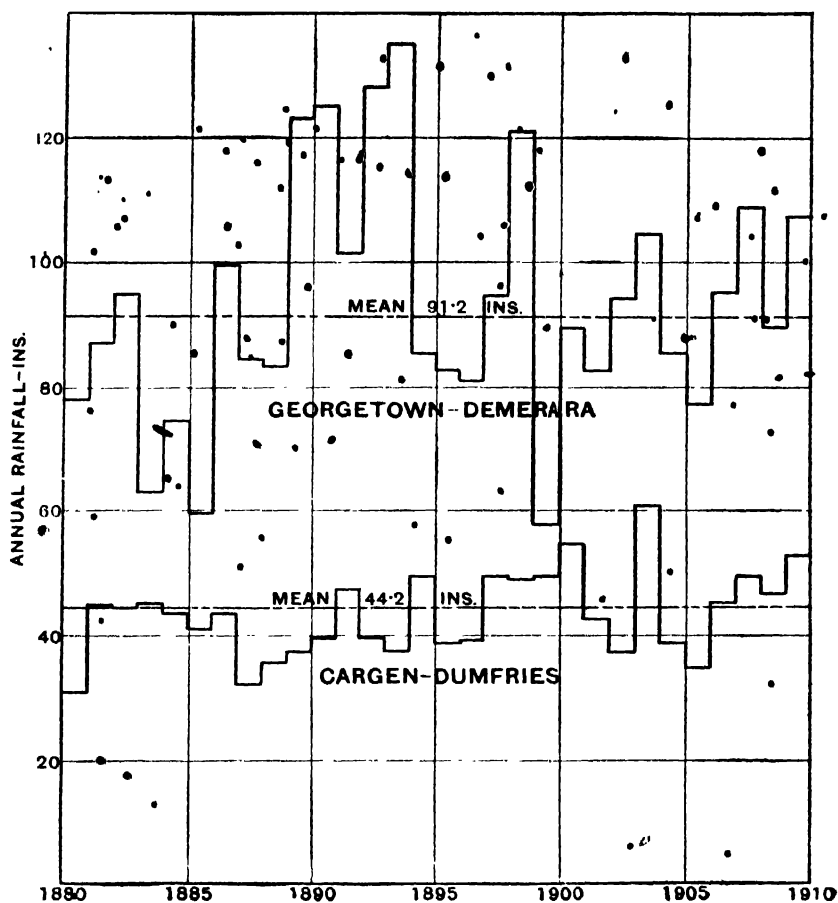 120
100
MEAN 91·2 INS.
80
GEORGETOWN-DEMERARA
ANNUAL RAINFALL-INS.
60
MEAN 44·2 INS.
40
CARGEN-DUMFRIES
20
1880 1885 1890 1895 1900 1905 1910